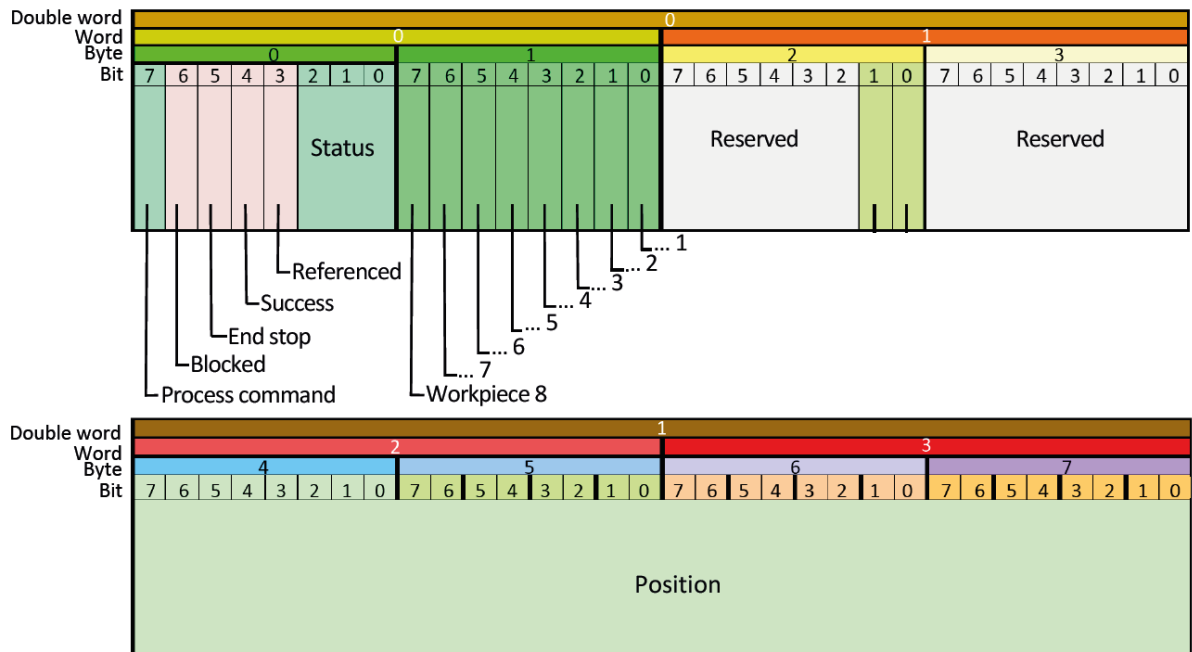 Double word 0
Word 0 1
Byte 0 1 2 3
Bit 7 6 5 4 3 2 1 0 7 6 5 4 3 2 1 0 7 6 5 4 3 2 1 0 7 6 5 4 3 2 1 0
Status Reserved Reserved
... 1
... 2
Referenced ... 3
Success ... 4
... 5
End stop ... 6
Blocked ... 7
Process command Workpiece 8
Double word 1
Word 2 3
Byte 4 5 6 7
Bit 7 6 5 4 3 2 1 0 7 6 5 4 3 2 1 0 7 6 5 4 3 2 1 0 7 6 5 4 3 2 1 0
Position